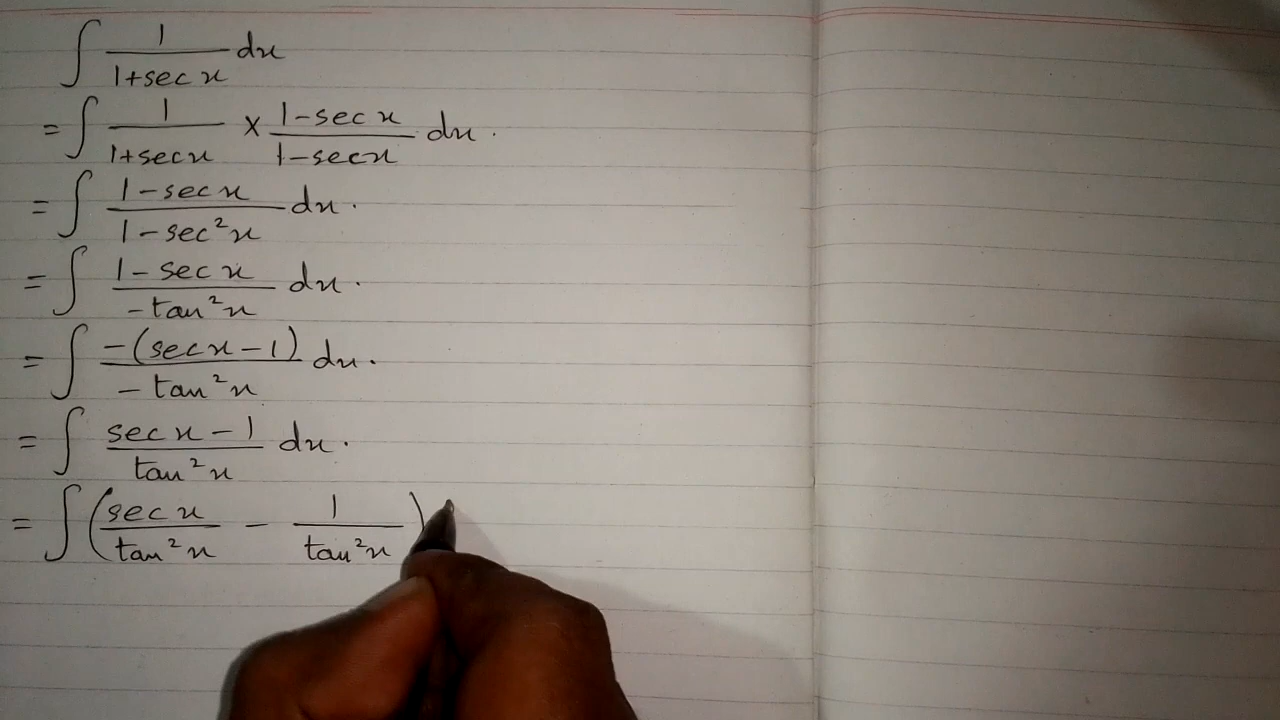 ∫ 1/(1+sec x) dx
= ∫ 1/(1+sec x) × (1-sec x)/(1-sec x) dx.
= ∫ (1-sec x)/(1-sec²x) dx.
= ∫ (1-sec x)/(-tan²x) dx.
= ∫ -(sec x-1)/(-tan²x) dx.
= ∫ (sec x-1)/(tan²x) dx.
= ∫ (sec x/tan²x - 1/tan²x)